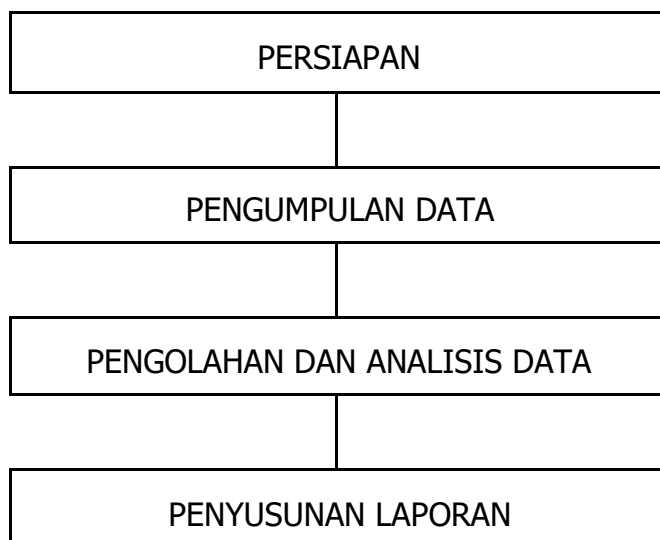 PERSIAPAN
PENGUMPULAN DATA
PENGOLAHAN DAN ANALISIS DATA
PENYUSUNAN LAPORAN